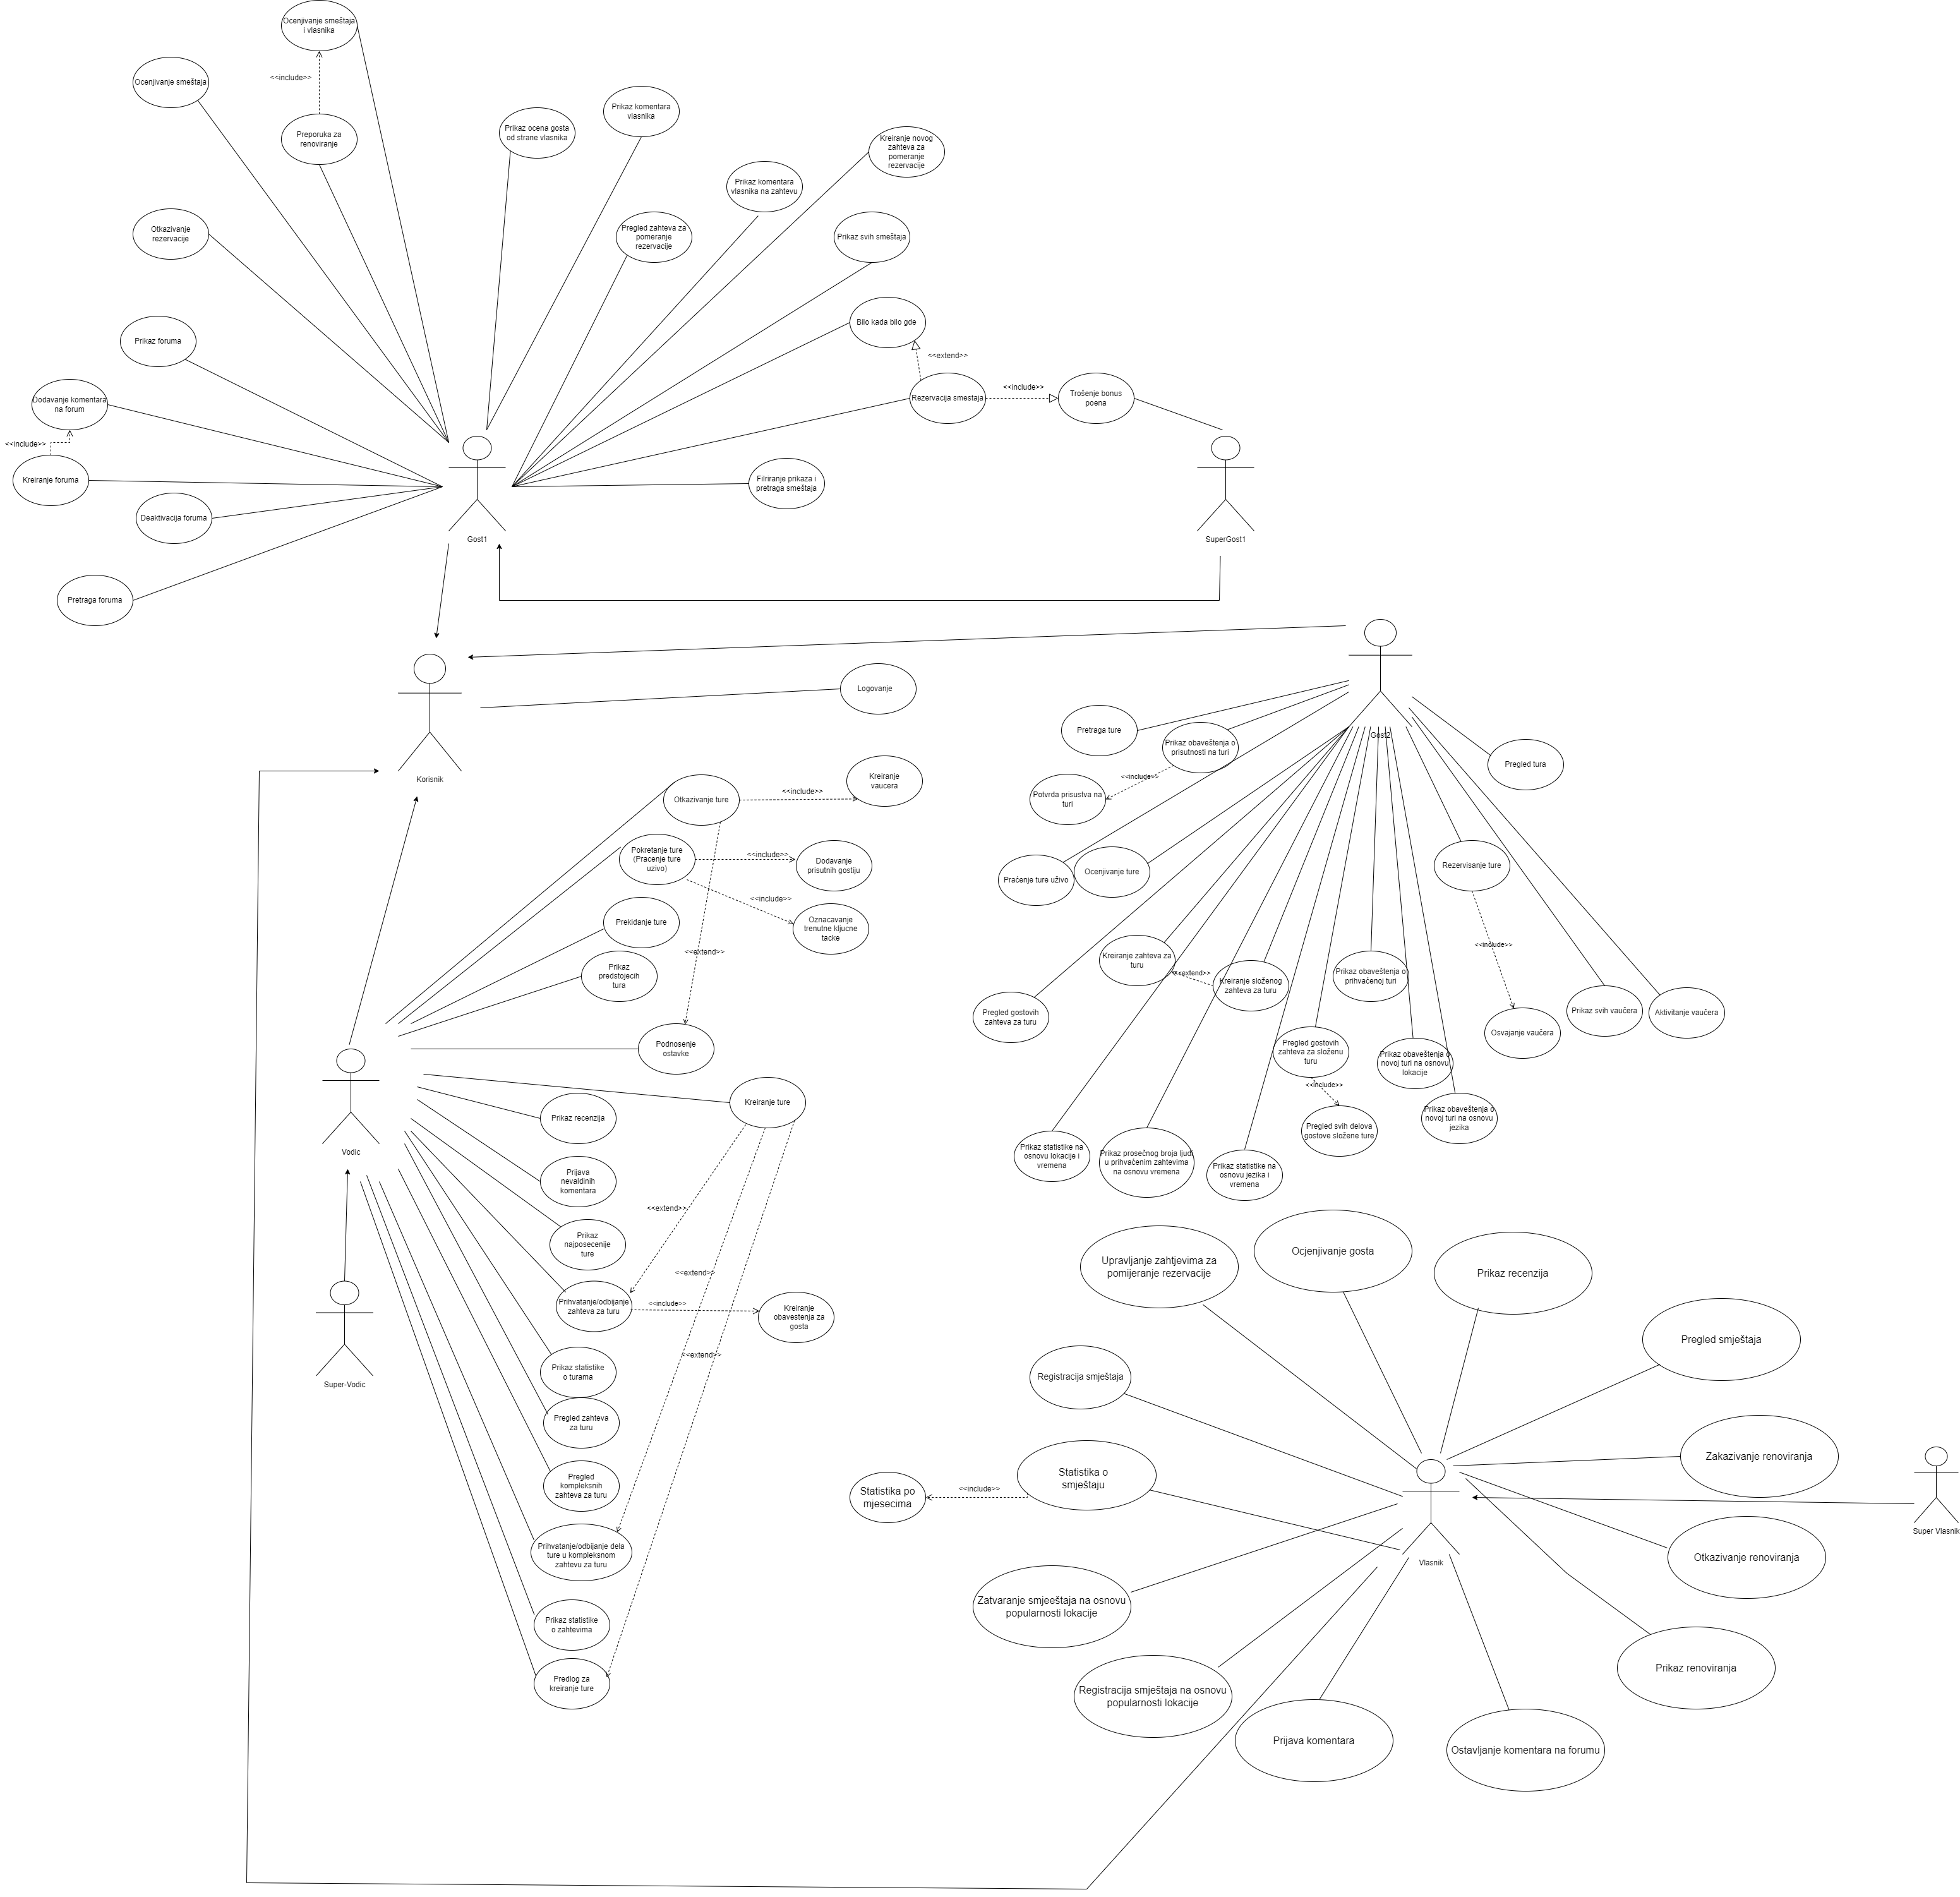 Ocenjivanje smeštaja
i vlasnika
<<include>>
Ocenjivanje smeštaja
Preporuka za
renoviranje
Prikaz ocena gosta
od strane vlasnika
Prikaz komentara
vlasnika
Kreiranje novog
zahteva za
pomeranje
rezervacije
Prikaz komentara
vlasnika na zahtevu
Otkazivanje
rezervacije
Pregled zahteva za
pomeranje
rezervacije
Prikaz svih smeštaja
Prikaz foruma
Bilo kada bilo gde
<<extend>>
Dodavanje komentara
na forum
Rezervacija smestaja
<<include>>
Trošenje bonus
poena
<<include>>
Kreiranje foruma
Filriranje prikaza i
pretraga smeštaja
Deaktivacija foruma
Gost1
SuperGost1
Pretraga foruma
Logovanje
Korisnik
Gost2
Pretraga ture
Prikaz obaveštenja o
prisutnosti na turi
Pregled tura
<<include>>
Potvrda prisustva na
turi
Otkazivanje ture
<<include>>
Kreiranje
vaucera
Pokretanje ture
(Pracenje ture
uzivo)
<<include>>
Dodavanje
prisutnih gostiju
Praćenje ture uživo
Ocenjivanje ture
Rezervisanje ture
<<include>>
Prekidanje ture
Oznacavanje
trenutne kljucne
tacke
<<extend>>
<<include>>
Prikaz
predstojecih
tura
Kreiranje zahteva za
turu
<<extend>>
Kreiranje složenog
zahteva za turu
Prikaz obaveštenja o
prihvaćenoj turi
Pregled gostovih
zahteva za turu
Osvajanje vaučera
Prikaz svih vaučera
Aktivitanje vaučera
Podnosenje
ostavke
Pregled gostovih
zahteva za složenu
turu
Prikaz obaveštenja o
novoj turi na osnovu
lokacije
<<include>>
Kreiranje ture
Prikaz recenzija
Pregled svih delova
gostove složene ture
Prikaz obaveštenja o
novoj turi na osnovu
jezika
Vodic
Prikaz statistike na
osnovu lokacije i
vremena
Prikaz prosečnog broja ljudi
u prihvaćenim zahtevima
na osnovu vremena
Prikaz statistike na
osnovu jezika i
vremena
Prijava
nevaldinih
komentara
<<extend>>
Prikaz
najposecenije
ture
<<extend>>
Upravljanje zahtjevima za
pomijeranje rezervacije
Ocjenjivanje gosta
Prikaz recenzija
Prihvatanje/odbijanje
zahteva za turu
<<include>>
Kreiranje
obavestenja za
gosta
Pregled smještaja
<<extend>>
Super-Vodic
Prikaz statistike
o turama
Registracija smještaja
Pregled zahteva
za turu
Zakazivanje renoviranja
Statistika o
smještaju
Pregled
kompleksnih
zahteva za turu
Statistika po
mjesecima
<<include>>
Super Vlasnik
Prihvatanje/odbijanje dela
ture u kompleksnom
zahtevu za turu
Vlasnik
Otkazivanje renoviranja
Zatvaranje smjeeštaja na osnovu
popularnosti lokacije
Prikaz statistike
o zahtevima
Predlog za
kreiranje ture
Prikaz renoviranja
Registracija smještaja na osnovu
popularnosti lokacije
Prijava komentara
Ostavljanje komentara na forumu